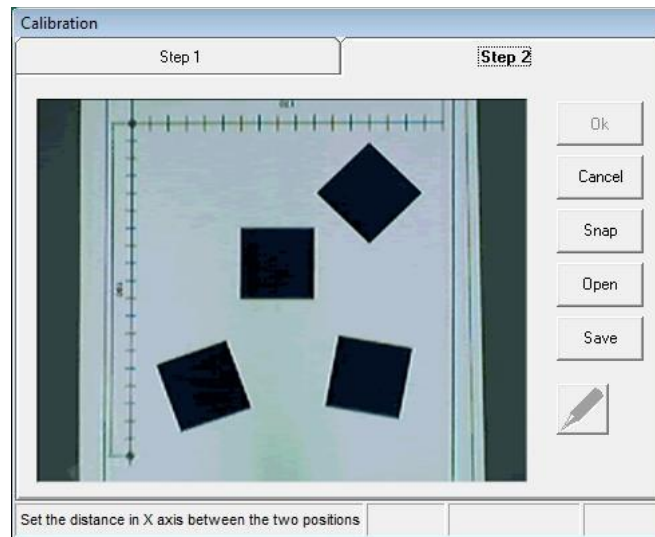 Calibration
Step 1
Step 2
Ok
Cancel
Snap
Open
Save
Set the distance in X axis between the two positions